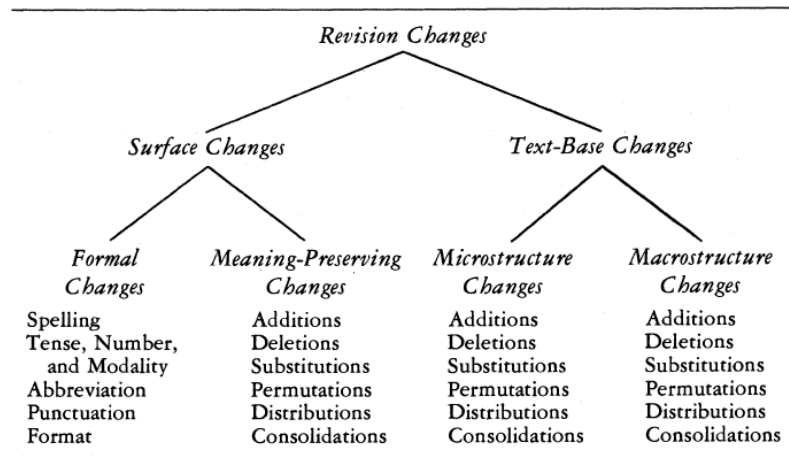 Revision Changes
Surface Changes
Text-Base Changes
Formal Changes
Spelling
Tense, Number,
and Modality
Abbreviation
Punctuation
Format
Meaning-Preserving Changes
Additions
Deletions
Substitutions
Permutations
Distributions
Consolidations
Microstructure Changes
Additions
Deletions
Substitutions
Permutations
Distributions
Consolidations
Macrostructure Changes
Additions
Deletions
Substitutions
Permutations
Distributions
Consolidations